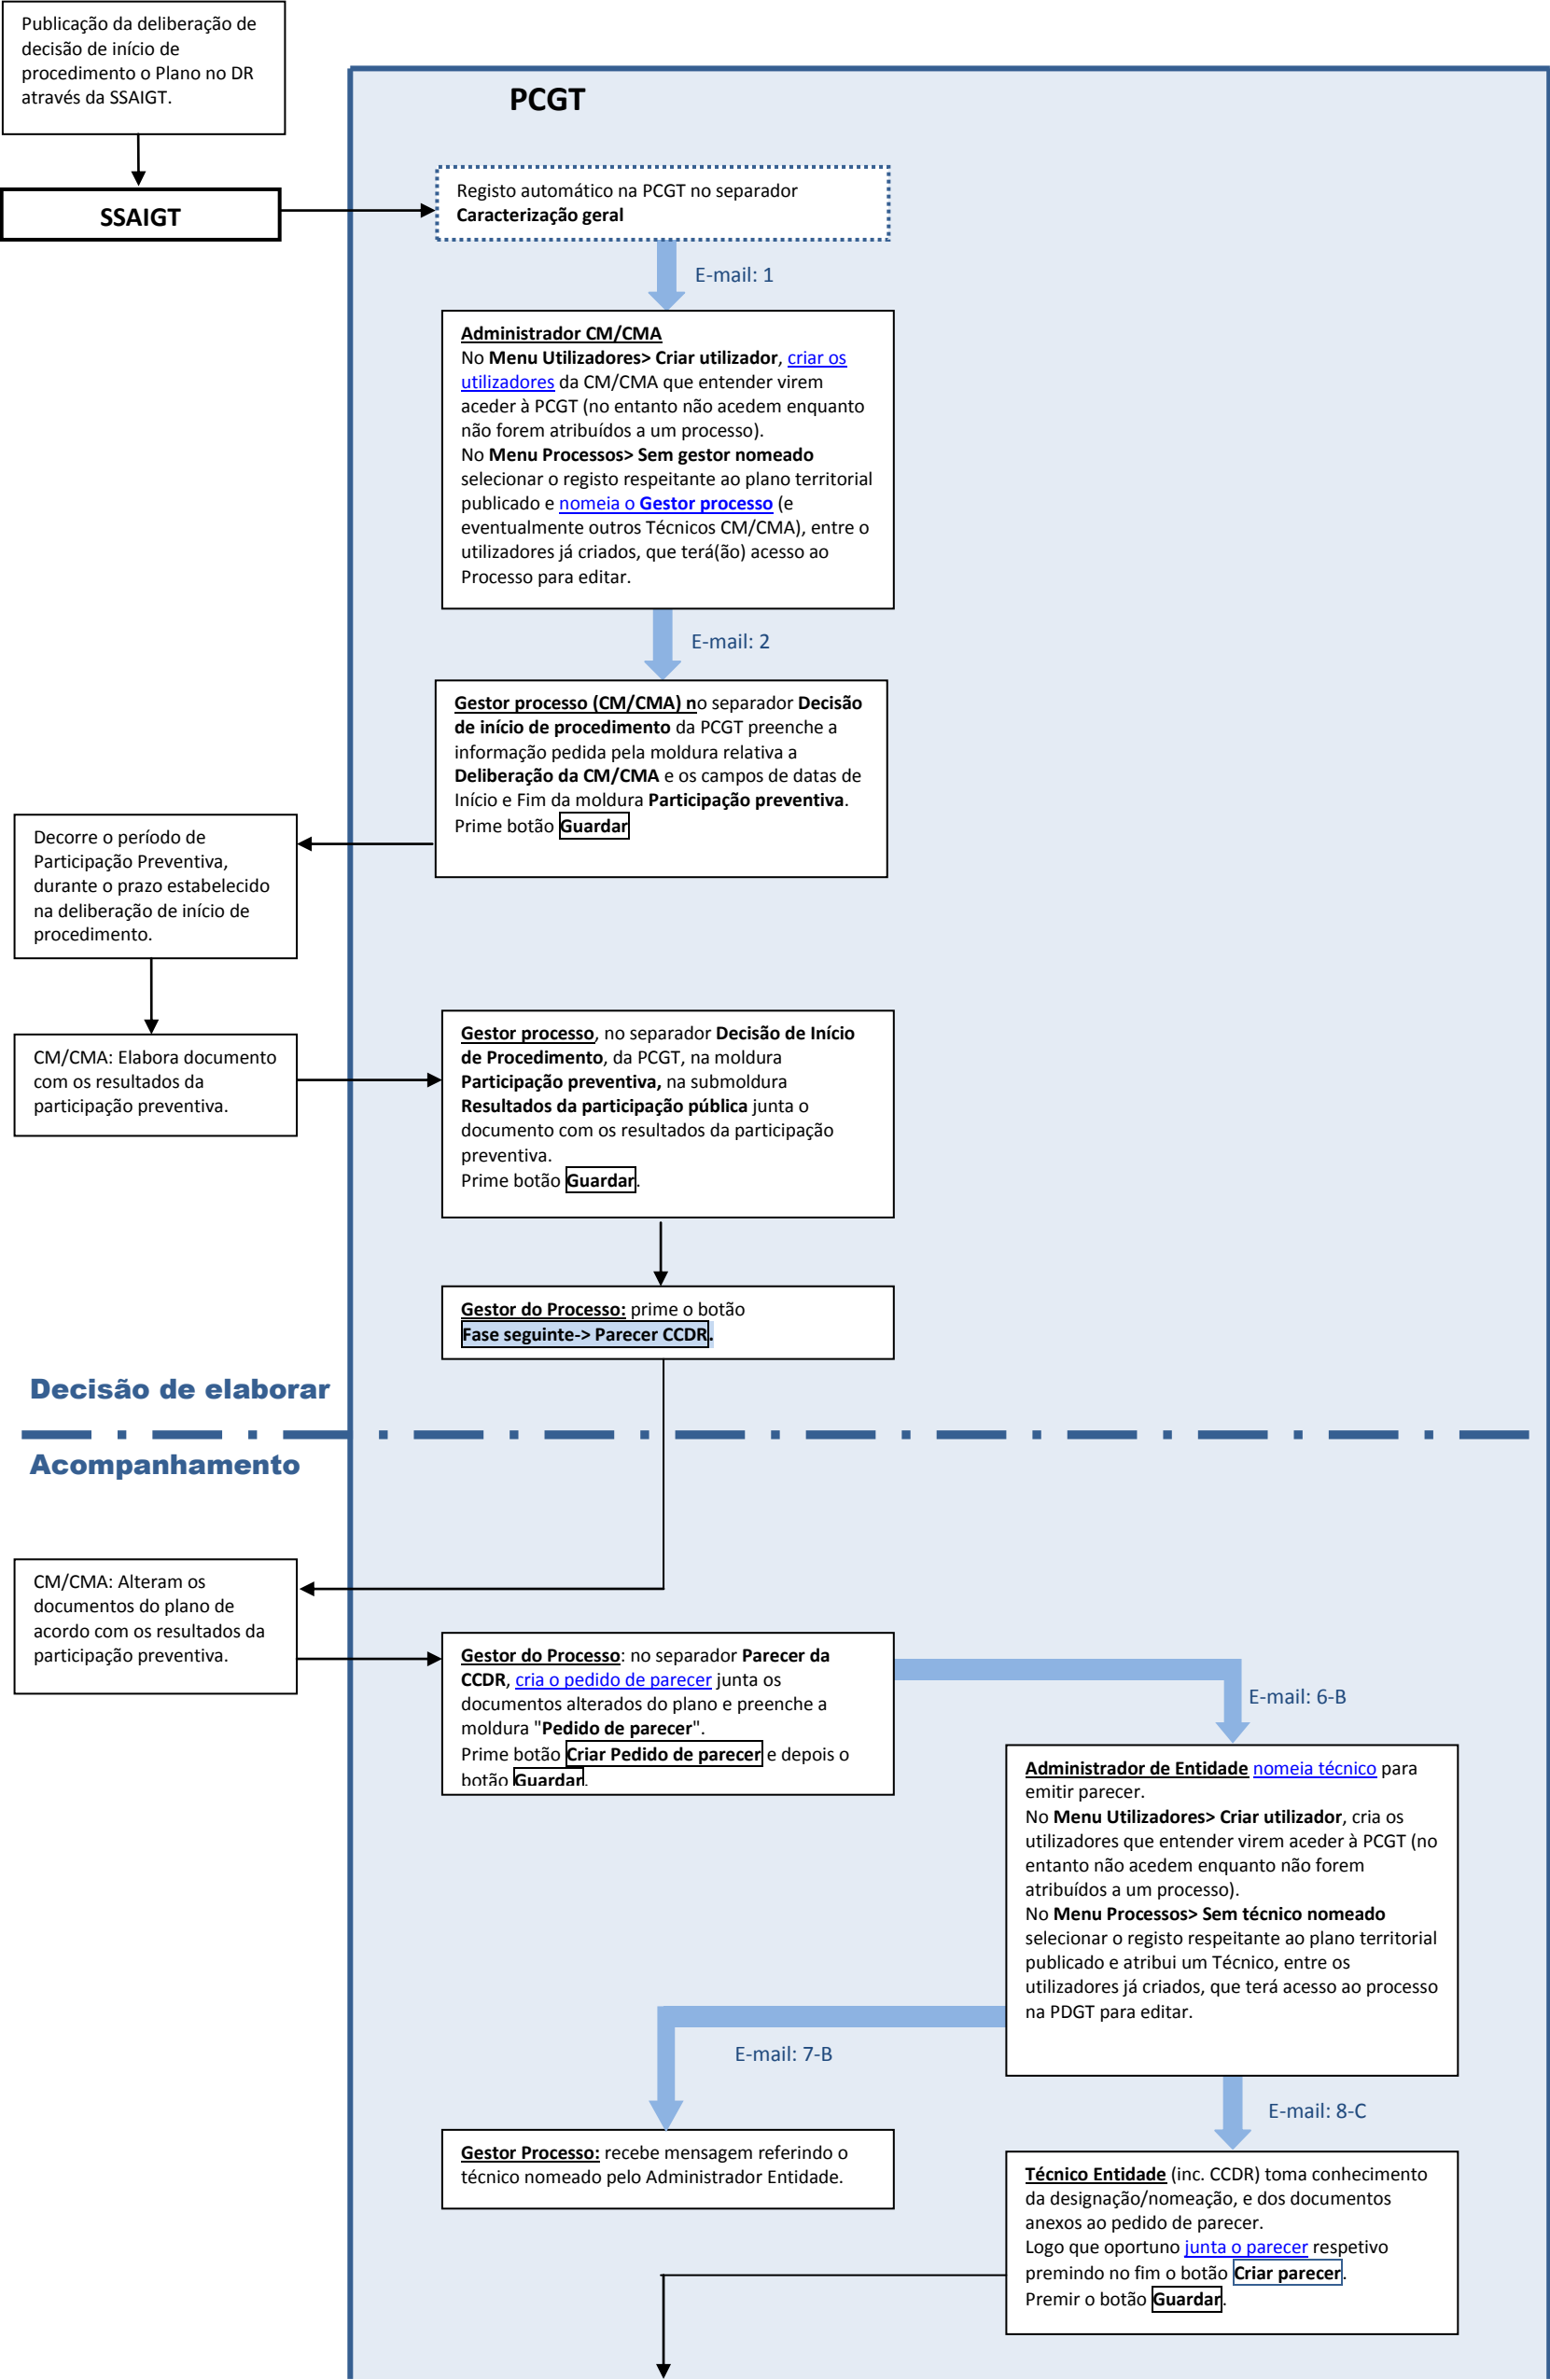 Publicação da deliberação de
decisão de início de
procedimento o Plano no DR
através da SSAIGT.
PCGT
SSAIGT
Registo automático na PCGT no separador
Caracterização geral
E-mail: 1
Administrador CM/CMA
No Menu Utilizadores> Criar utilizador, criar os
utilizadores da CM/CMA que entender virem
aceder à PCGT (no entanto não acedem enquanto
não forem atribuídos a um processo).
No Menu Processos> Sem gestor nomeado
selecionar o registo respeitante ao plano territorial
publicado e nomeia o Gestor processo (e
eventualmente outros Técnicos CM/CMA), entre o
utilizadores já criados, que terá(ão) acesso ao
Processo para editar.
E-mail: 2
Gestor processo (CM/CMA) no separador Decisão
de início de procedimento da PCGT preenche a
informação pedida pela moldura relativa a
Deliberação da CM/CMA e os campos de datas de
Início e Fim da moldura Participação preventiva.
Prime botão Guardar
Decorre o período de
Participação Preventiva,
durante o prazo estabelecido
na deliberação de início de
procedimento.
CM/CMA: Elabora documento
com os resultados da
participação preventiva.
Gestor processo, no separador Decisão de Início
de Procedimento, da PCGT, na moldura
Participação preventiva, na submoldura
Resultados da participação pública junta o
documento com os resultados da participação
preventiva.
Prime botão Guardar.
Gestor do Processo: prime o botão
Fase seguinte-> Parecer CCDR.
Decisão de elaborar
Acompanhamento
CM/CMA: Alteram os
documentos do plano de
acordo com os resultados da
participação preventiva.
Gestor do Processo: no separador Parecer da
CCDR, cria o pedido de parecer junta os
documentos alterados do plano e preenche a
moldura "Pedido de parecer".
Prime botão Criar Pedido de parecer e depois o
botão Guardar.
E-mail: 6-B
Administrador de Entidade nomeia técnico para
emitir parecer.
No Menu Utilizadores> Criar utilizador, cria os
utilizadores que entender virem aceder à PCGT (no
entanto não acedem enquanto não forem
atribuídos a um processo).
No Menu Processos> Sem técnico nomeado
selecionar o registo respeitante ao plano territorial
publicado e atribui um Técnico, entre os
utilizadores já criados, que terá acesso ao processo
na PDGT para editar.
E-mail: 7-B
E-mail: 8-C
Gestor Processo: recebe mensagem referindo o
técnico nomeado pelo Administrador Entidade.
Técnico Entidade (inc. CCDR) toma conhecimento
da designação/nomeação, e dos documentos
anexos ao pedido de parecer.
Logo que oportuno junta o parecer respetivo
premindo no fim o botão Criar parecer.
Premir o botão Guardar.